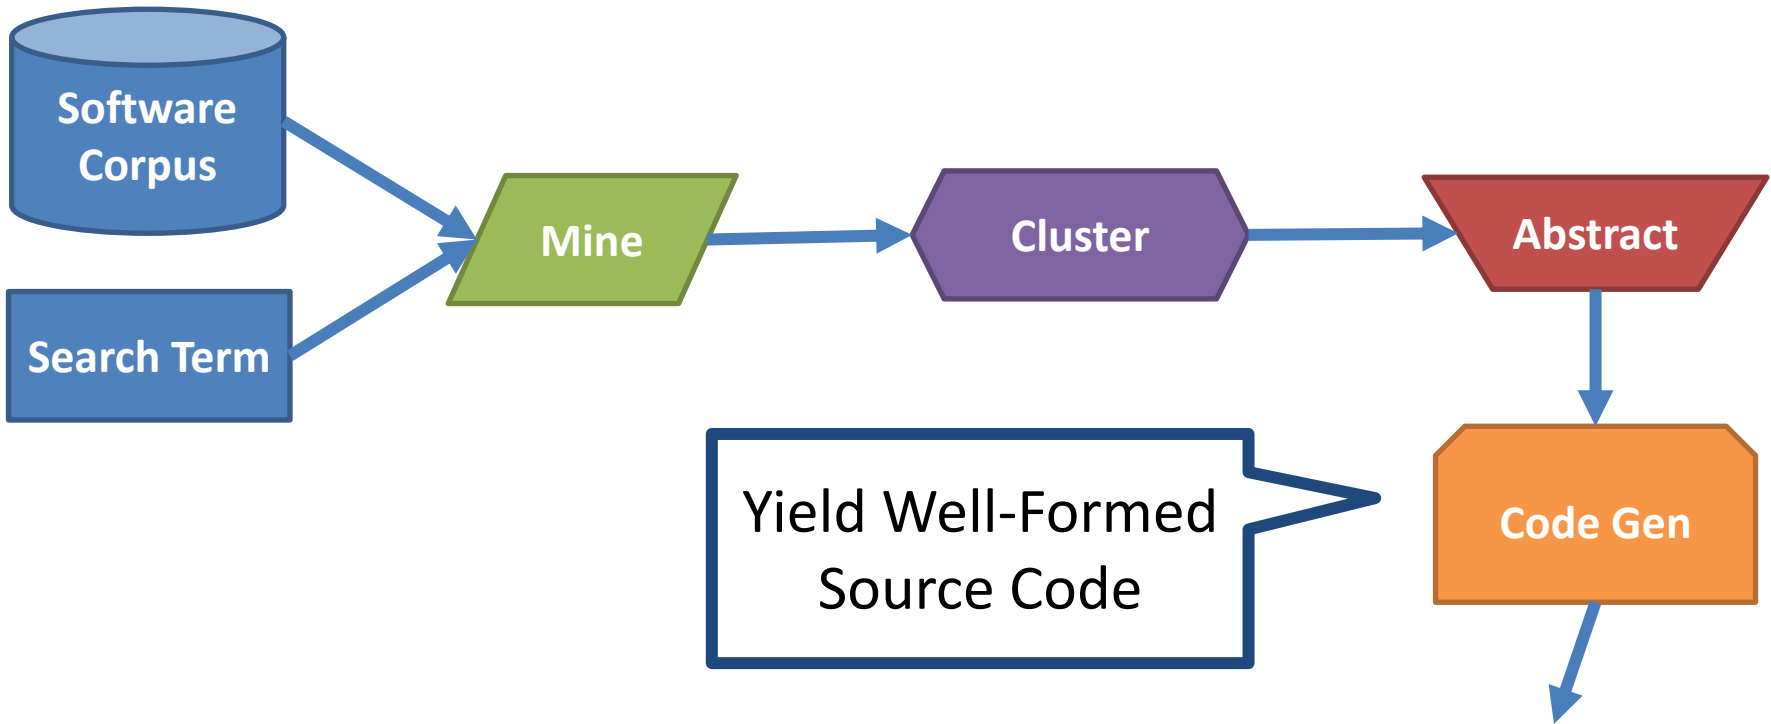 Software
Corpus
Search Term
Mine
Cluster
Abstract
Yield Well-Formed
Source Code
Code Gen